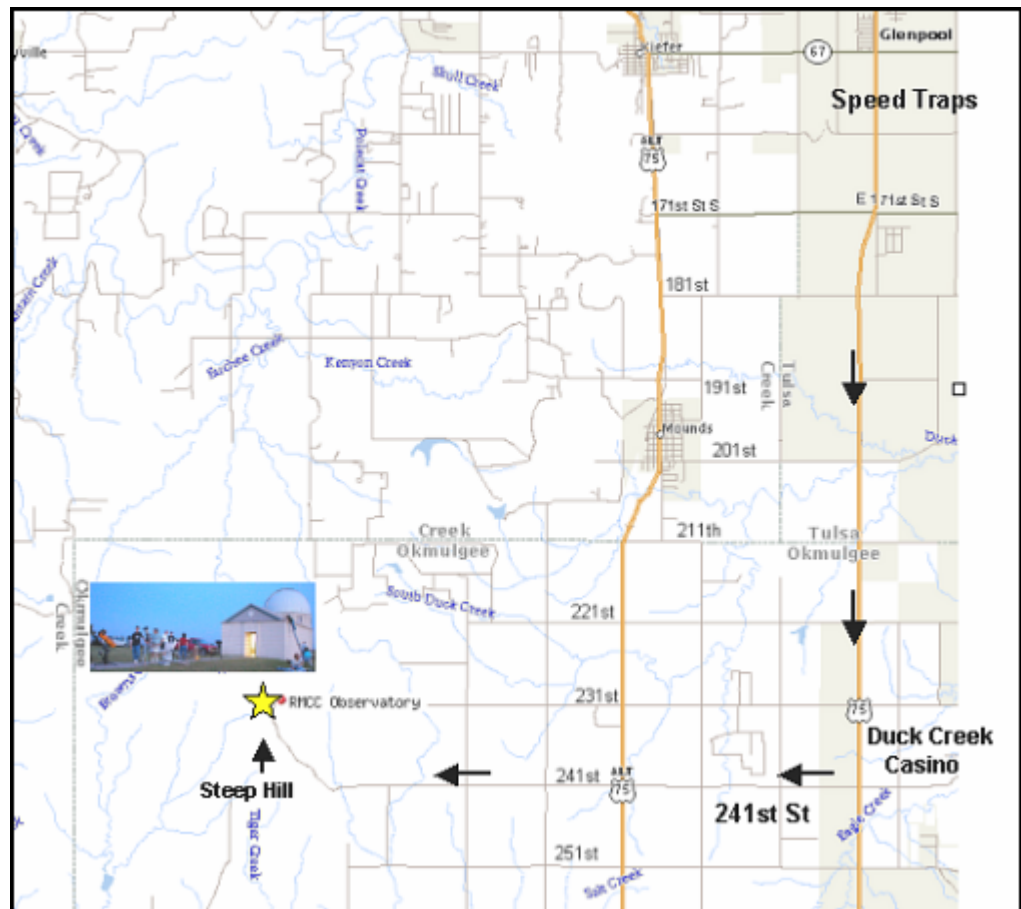 Glenpool
Kiefer
67
Skull Creek
Speed Traps
Polecat Creek
ALT
75
171st St S
E 171st St S
181st
Kenyon Creek
191st
Creek
Tulsa
Mounds
201st
Duck
211th
Creek
Okmulgee
Tulsa
Okmulgee
Okmulgee
Creek
South Duck Creek
221st
231st
RMCC Observatory
75
Duck Creek
Casino
Steep Hill
241st
ALT
75
241st St
Eagle Creek
Tiger Creek
251st
Salt Creek